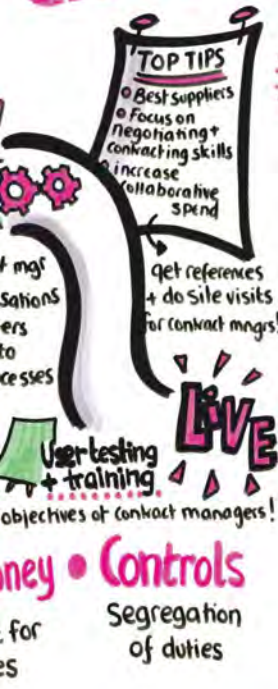 TOP TIPS
Best suppliers
Focus on
negotiating +
contracting skills
increase
collaborative
spend
get references
+ do site visits
for contract mngrs!
mgr
sations
ers
to
cesses
LIVE
User testing
+ training
objectives of contract managers!
ney • Controls
for
es
Segregation
of duties